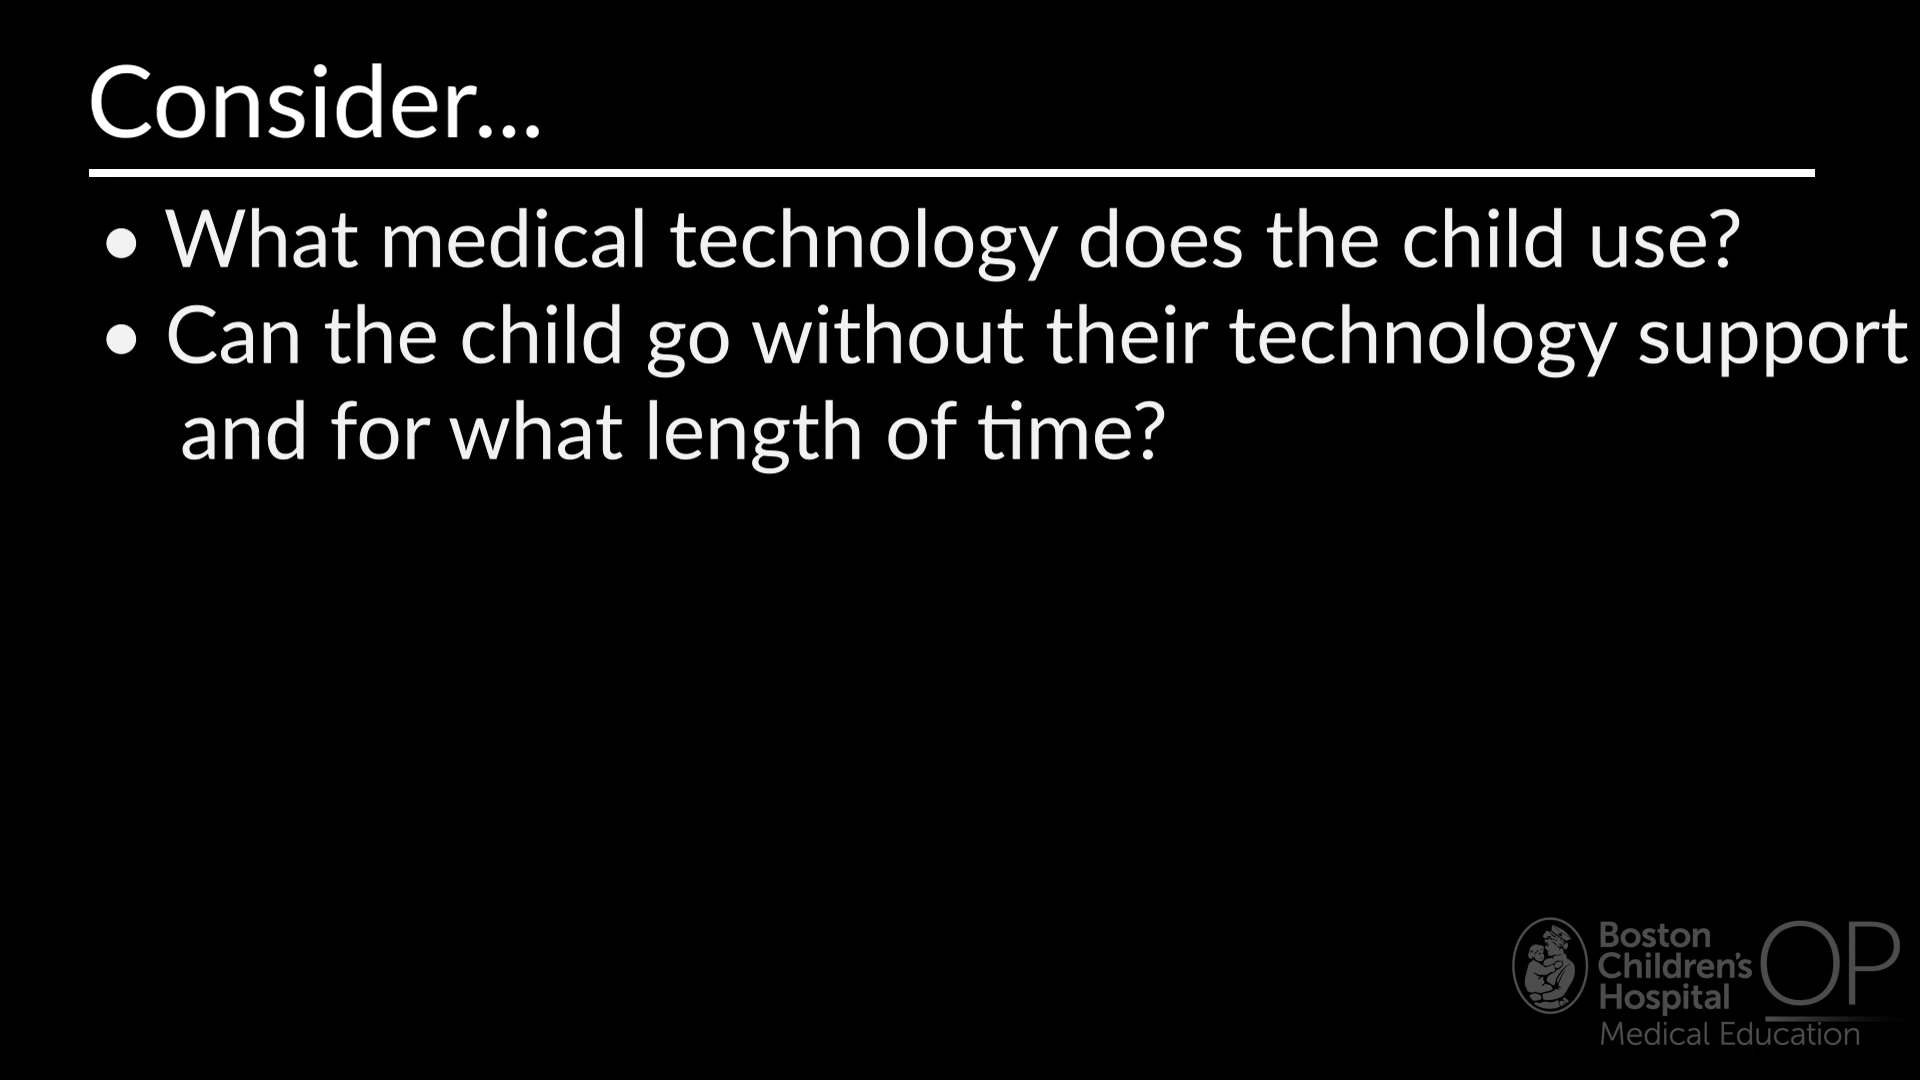 Consider...
• What medical technology does the child use?
• Can the child go without their technology support
and for what length of time?
Boston
Children's
Hospital
OP
Medical Education